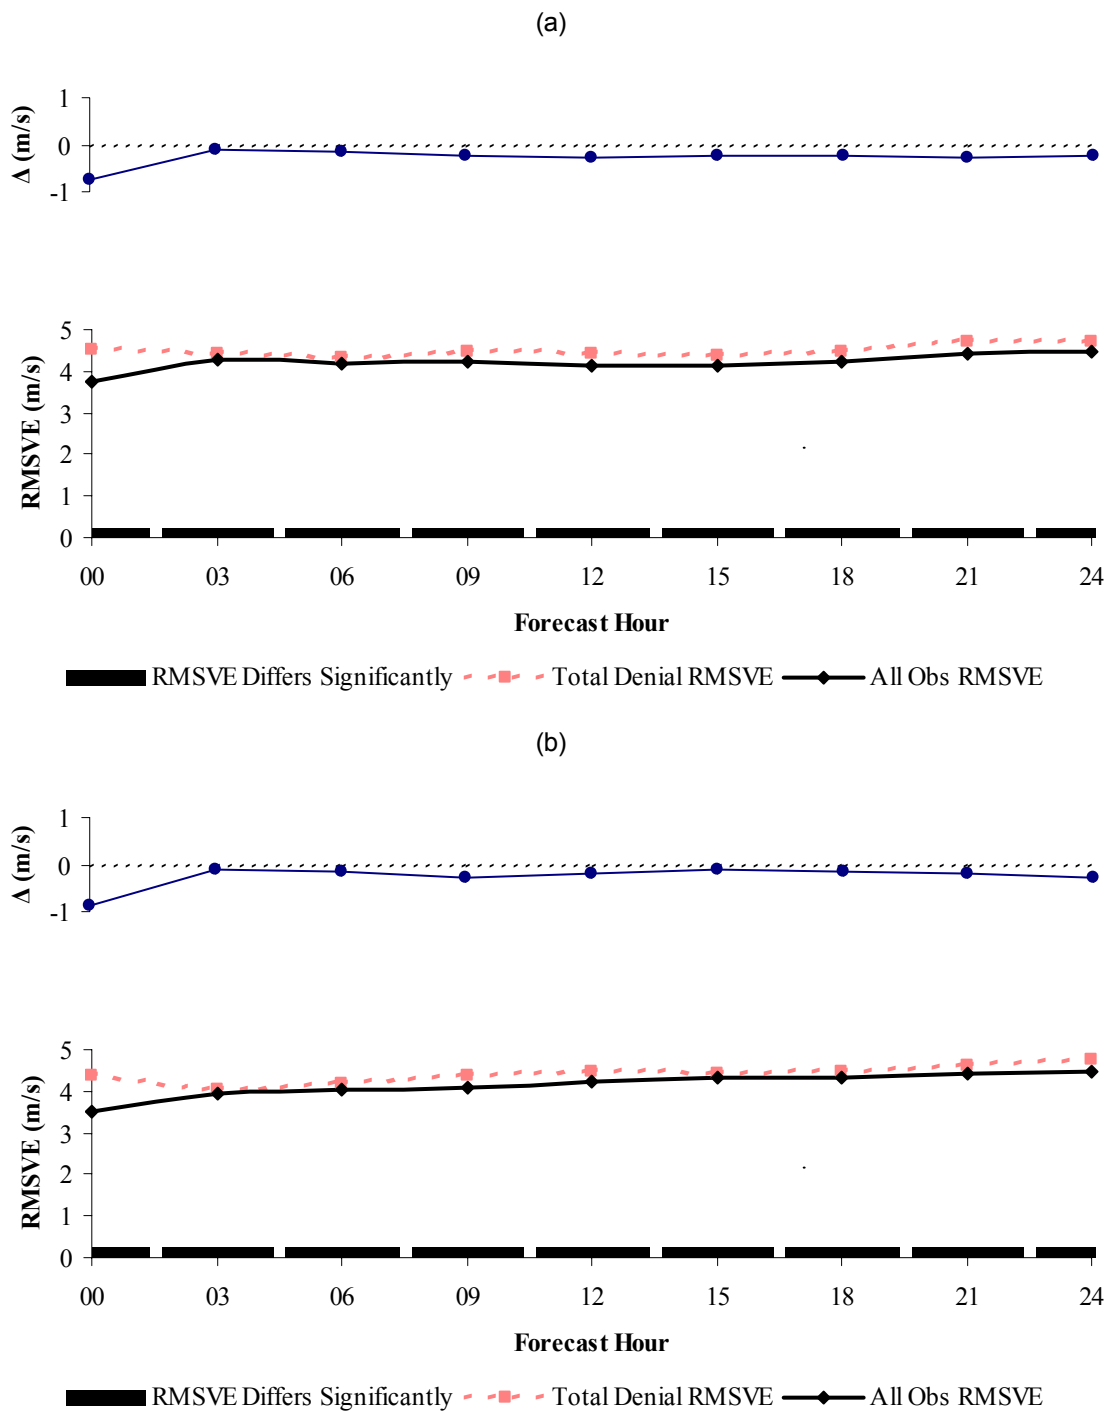 (a)
1
0
-1
Δ (m/s)
5
4
3
2
1
0
RMSVE (m/s)
00 03 06 09 12 15 18 21 24
Forecast Hour
RMSVE Differs Significantly Total Denial RMSVE All Obs RMSVE
(b)
1
0
-1
Δ (m/s)
5
4
3
2
1
0
RMSVE (m/s)
00 03 06 09 12 15 18 21 24
Forecast Hour
RMSVE Differs Significantly Total Denial RMSVE All Obs RMSVE